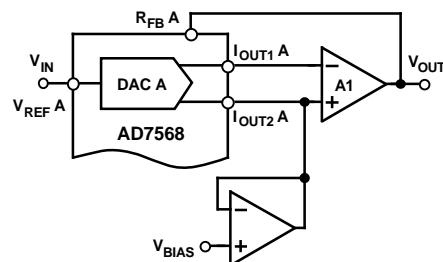 R_FB A
V_IN
V_REF A
DAC A
AD7568
I_OUT1 A
I_OUT2 A
A1
V_OUT
V_BIAS